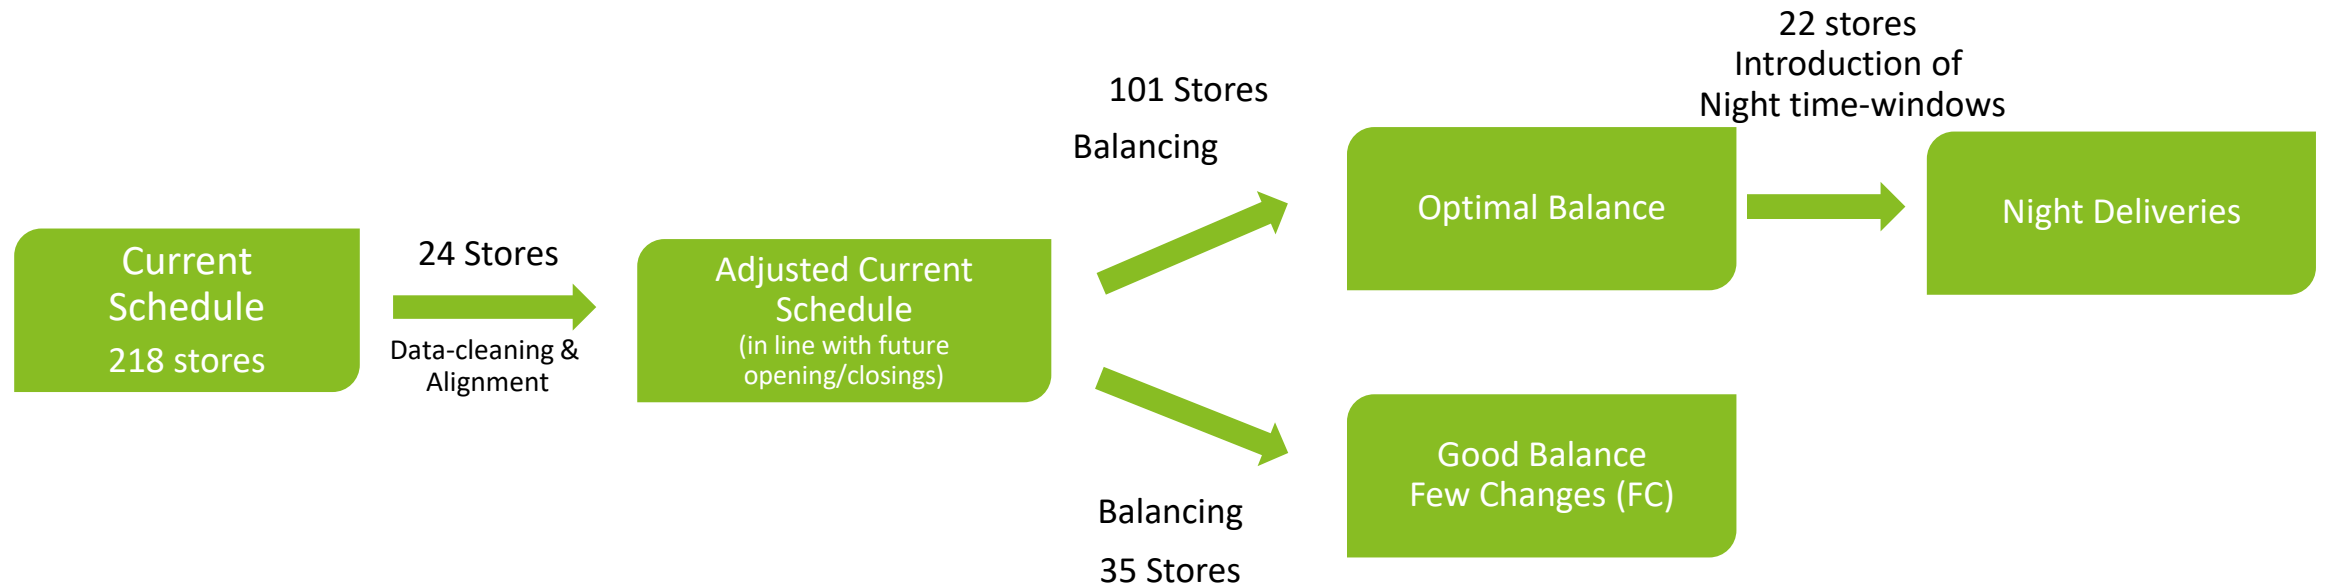 Current
Schedule
218 stores
24 Stores
Data-cleaning &
Alignment
Adjusted Current
Schedule
(in line with future
opening/closings)
101 Stores
Balancing
Optimal Balance
22 stores
Introduction of
Night time-windows
Night Deliveries
Balancing
35 Stores
Good Balance
Few Changes (FC)